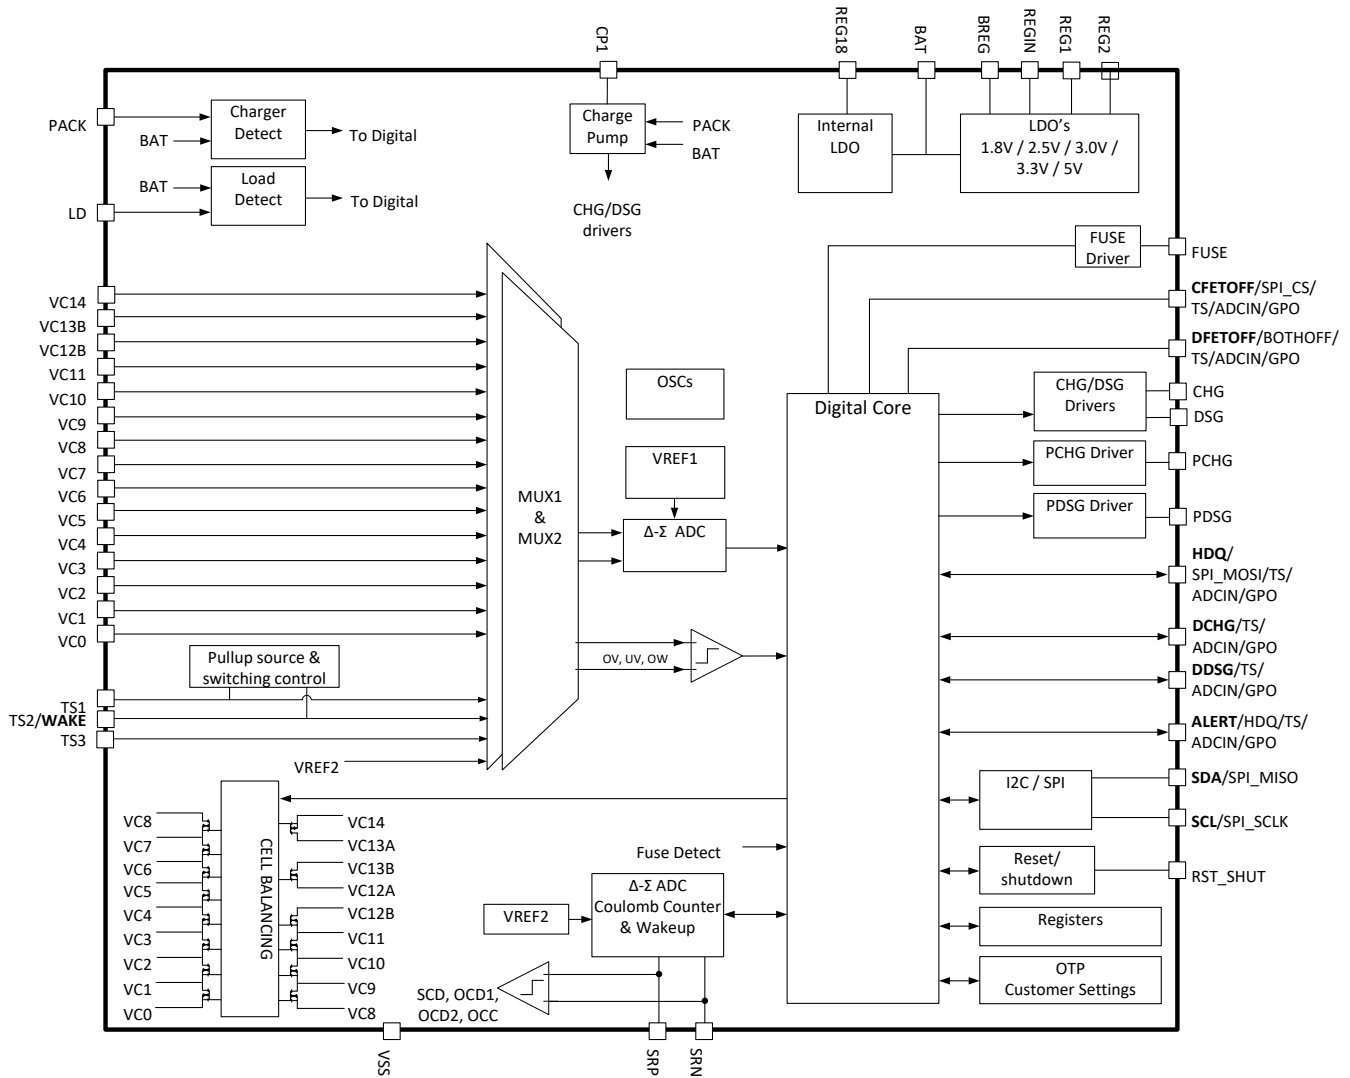 CP1
REG18
BAT
BREG
REGIN
REG1
REG2
PACK
BAT
Charger
Detect
To Digital
Charge
Pump
PACK
BAT
Internal
LDO
LDO's
1.8V / 2.5V / 3.0V /
3.3V / 5V
LD
BAT
Load
Detect
To Digital
CHG/DSG
drivers
FUSE
Driver
FUSE
CFETOFF/SPI_CS/
TS/ADCIN/GPO
DFETOFF/BOTHOFF/
TS/ADCIN/GPO
VC14
VC13B
VC12B
VC11
VC10
VC9
VC8
VC7
VC6
VC5
VC4
VC3
VC2
VC1
VC0
Pullup source &
switching control
TS1
TS2/WAKE
TS3
VREF2
MUX1
&
MUX2
OSCs
VREF1
Δ-Σ ADC
OV, UV, OW
Digital Core
CHG/DSG
Drivers
CHG
DSG
PCHG Driver
PCHG
PDSG Driver
PDSG
HDQ/
SPI_MOSI/TS/
ADCIN/GPO
DCHG/TS/
ADCIN/GPO
DDSG/TS/
ADCIN/GPO
ALERT/HDQ/TS/
ADCIN/GPO
I2C / SPI
SDA/SPI_MISO
SCL/SPI_SCLK
Reset/
shutdown
RST_SHUT
Registers
OTP
Customer Settings
VC8
VC7
VC6
VC5
VC4
VC3
VC2
VC1
VC0
CELL BALANCING
VC14
VC13A
VC13B
VC12A
VC12B
VC11
VC10
VC9
VC8
Fuse Detect
VREF2
Δ-Σ ADC
Coulomb Counter
& Wakeup
SCD, OCD1,
OCD2, OCC
VSS
SRP
SRN